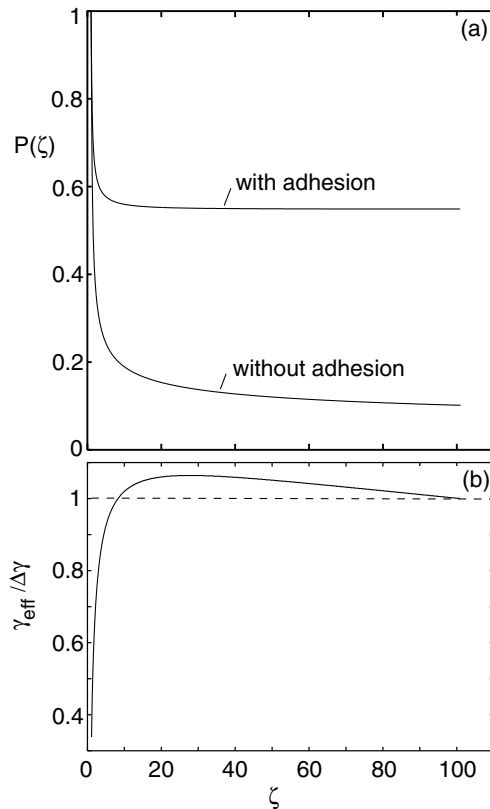 1
(a)
0.8
P(ζ)
with adhesion
0.6
0.4
without adhesion
0.2
0
(b)
1
γeff /Δγ
0.8
0.6
0.4
0 20 40 60 80 100
ζ